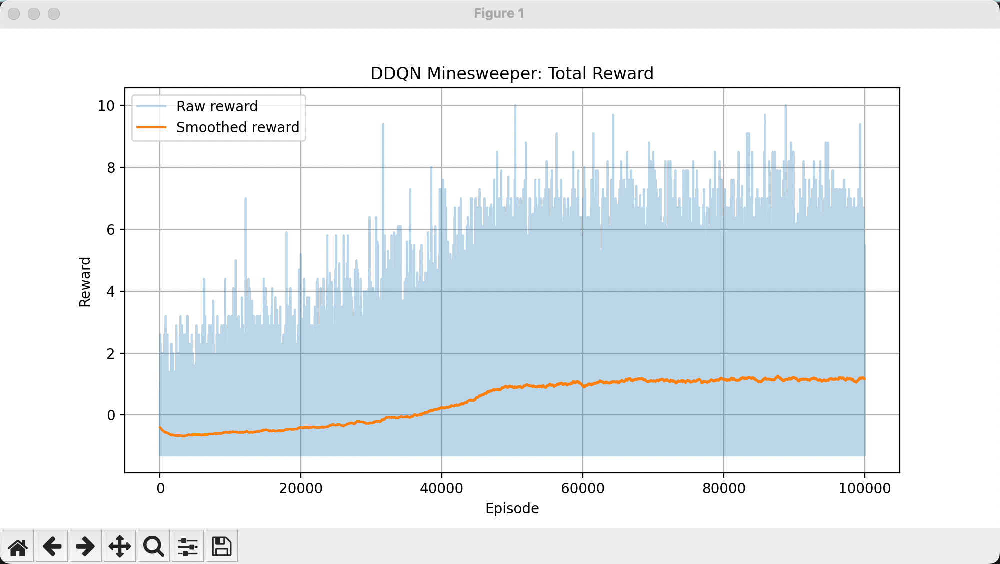 Figure 1
DDQN Minesweeper: Total Reward
Raw reward
Smoothed reward
10
8
6
4
2
0
Reward
0 20000 40000 60000 80000 100000
Episode